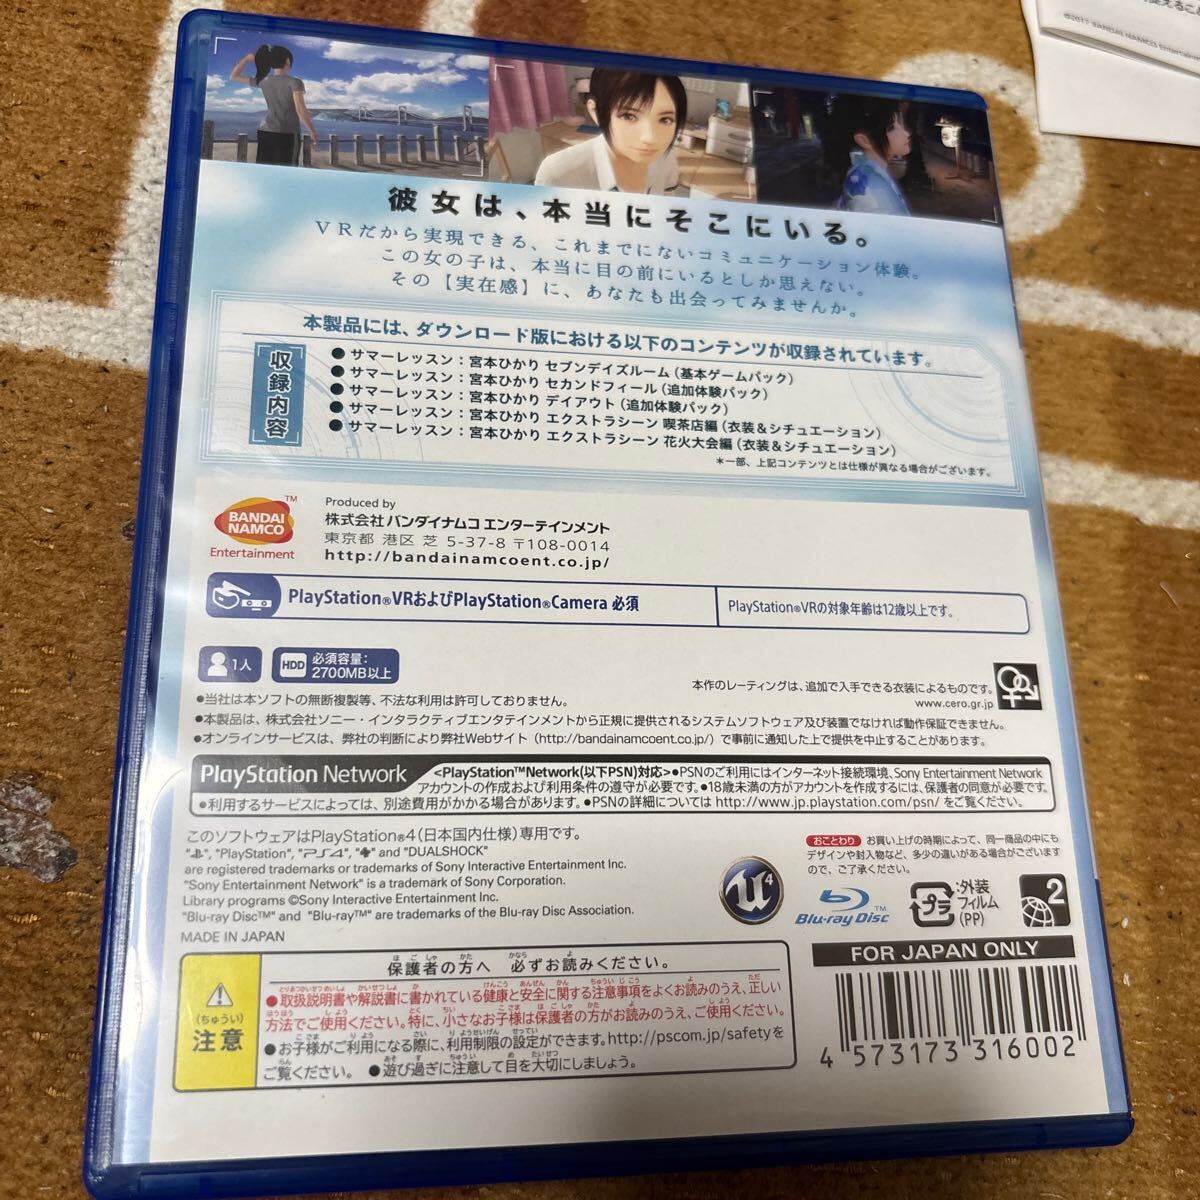 ©2017 BANDAI NAMCO Entertainment
彼女は、本当にそこにいる。
VRだから実現できる、これまでにないコミュニケーション体験。
この女の子は、本当に目の前にいるとしか思えない。
その【実在感】に、あなたも出会ってみませんか。
本製品には、ダウンロード版における以下のコンテンツが収録されています。
収録内容
●サマーレッスン：宮本ひかり セブンデイズルーム（基本ゲームパック）
●サマーレッスン：宮本ひかり セカンドフィール（追加体験パック）
●サマーレッスン：宮本ひかり デイアウト（追加体験パック）
●サマーレッスン：宮本ひかり エクストラシーン 喫茶店編（衣装＆シチュエーション）
●サマーレッスン：宮本ひかり エクストラシーン 花火大会編（衣装＆シチュエーション）
＊一部、上記コンテンツとは仕様が異なる場合がございます。
BANDAI NAMCO Entertainment ™
Produced by
株式会社 バンダイナムコ エンターテインメント
東京都 港区 芝 5-37-8 〒108-0014
http://bandainamcoent.co.jp/
PlayStation®VRおよびPlayStation®Camera 必須
PlayStation®VRの対象年齢は12歳以上です。
1人
HDD 必須容量：2700MB以上
本作のレーティングは、追加で入手できる衣装によるものです。
www.cero.gr.jp
●当社は本ソフトの無断複製等、不法な利用は許可しておりません。
●本製品は、株式会社ソニー・インタラクティブエンタテインメントから正規に提供されるシステムソフトウェア及び装置でなければ動作保証できません。
●オンラインサービスは、弊社の判断により弊社Webサイト（http://bandainamcoent.co.jp/）で事前に通知した上で提供を中止することがあります。
PlayStation Network
<PlayStation™Network(以下PSN)対応>●PSNのご利用にはインターネット接続環境、Sony Entertainment Network
アカウントの作成および利用条件の遵守が必要です。●18歳未満の方がアカウントを作成するには、保護者の同意が必要です。
●利用するサービスによっては、別途費用がかかる場合があります。●PSNの詳細については http://www.jp.playstation.com/psn/ をご覧ください。
このソフトウェアはPlayStation®4（日本国内仕様）専用です。
", "PlayStation", "PS4", " " and "DUALSHOCK"
are registered trademarks or trademarks of Sony Interactive Entertainment Inc.
"Sony Entertainment Network" is a trademark of Sony Corporation.
Library programs ©Sony Interactive Entertainment Inc.
"Blu-ray Disc™" and "Blu-ray™" are trademarks of the Blu-ray Disc Association.
MADE IN JAPAN
おことわり お買い上げの時期によって、同一商品の中にも
デザインや封入物など、多少の違いがある場合がございます
ので、ご了承ください。
4
Blu-ray Disc™
プラ
：外装フィルム(PP)
2
FOR JAPAN ONLY
4 573173 316002
（ちゅうい）
注意
保護者の方へ 必ずお読みください。
●取扱説明書や解説書に書かれている健康と安全に関する注意事項をよくお読みのうえ、正しい
方法でご使用ください。特に、小さなお子様は保護者の方がお読みのうえ、ご使用ください。
●お子様がご利用になる際に、利用制限の設定ができます。http://pscom.jp/safetyを
ご覧ください。 ●遊び過ぎに注意して目を大切にしましょう。